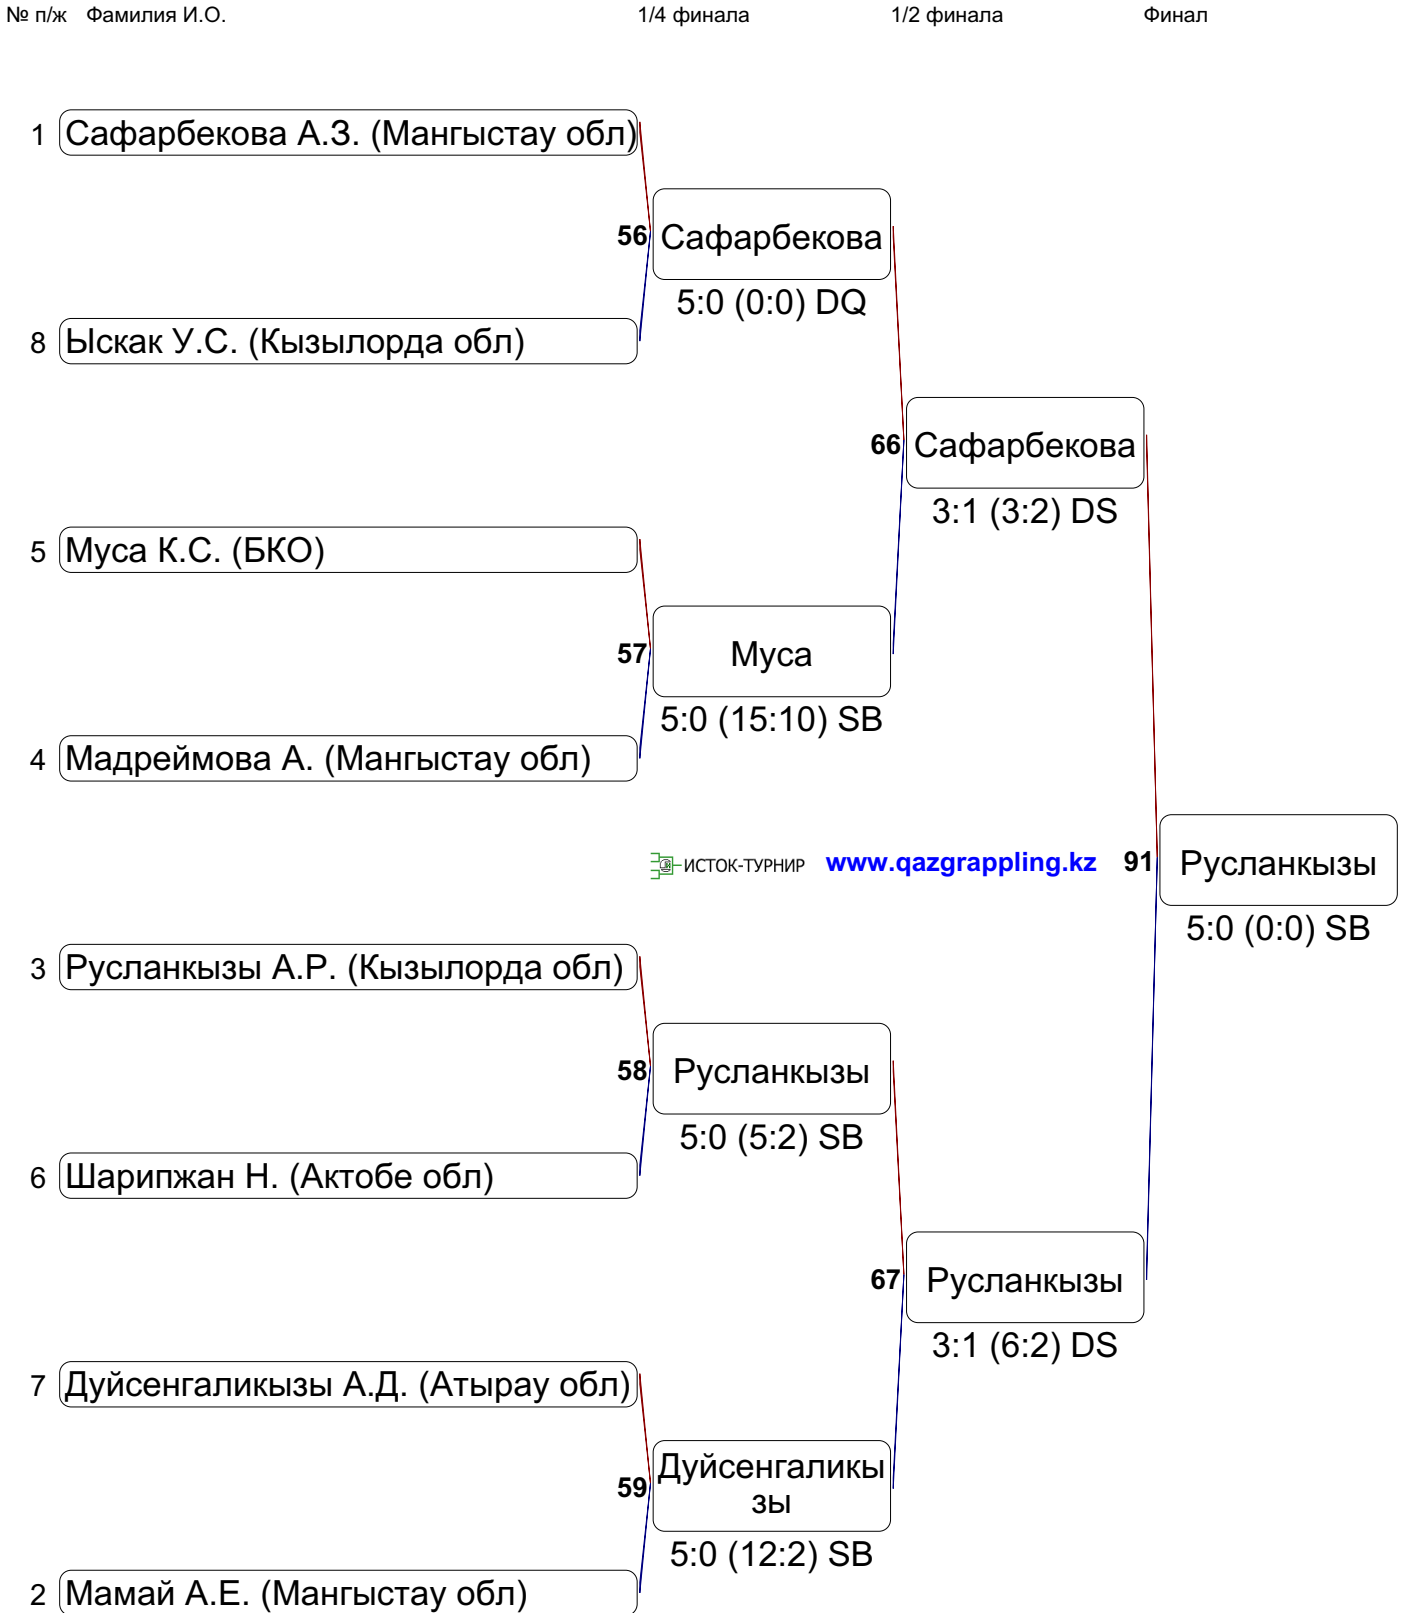 № п/ж Фамилия И.О. 1/4 финала 1/2 финала Финал
1 Сафарбекова А.З. (Мангыстау обл)
56 Сафарбекова
5:0 (0:0) DQ
8 Ыскак У.С. (Кызылорда обл)
66 Сафарбекова
3:1 (3:2) DS
5 Муса К.С. (БКО)
57 Муса
5:0 (15:10) SB
4 Мадреймова А. (Мангыстау обл)
ИСТОК-ТУРНИР www.qazgrappling.kz 91 Русланкызы
5:0 (0:0) SB
3 Русланкызы А.Р. (Кызылорда обл)
58 Русланкызы
5:0 (5:2) SB
6 Шарипжан Н. (Актобе обл)
67 Русланкызы
3:1 (6:2) DS
7 Дуйсенгаликызы А.Д. (Атырау обл)
Дуйсенгаликы
59 зы
5:0 (12:2) SB
2 Мамай А.Е. (Мангыстау обл)